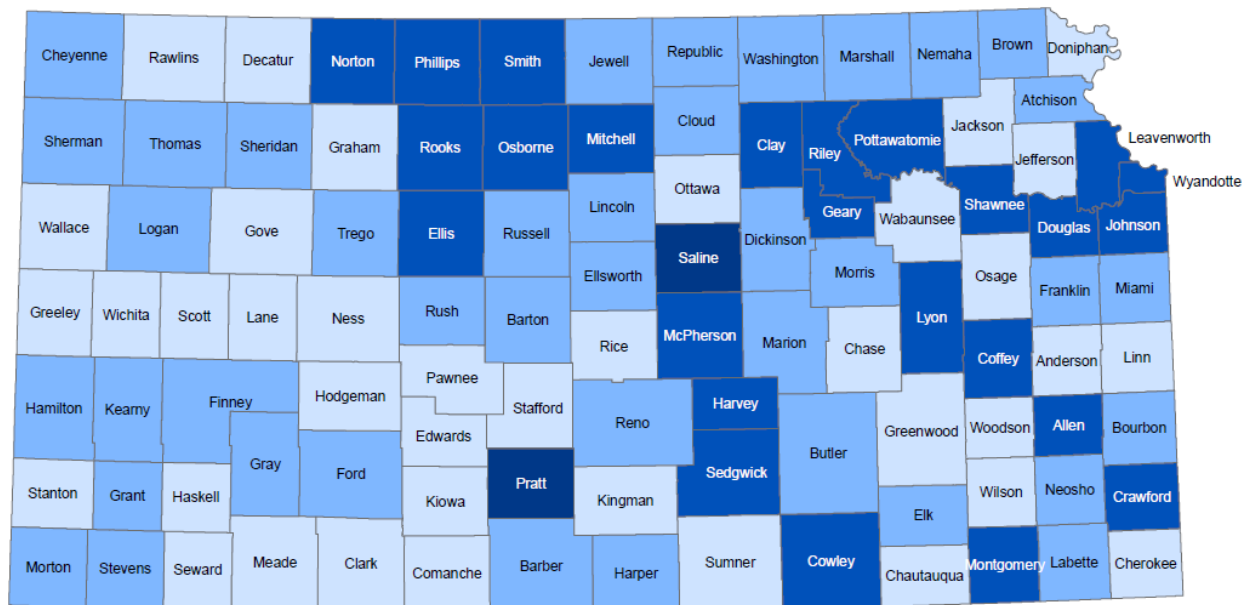 Cheyenne
Rawlins
Decatur
Norton
Phillips
Smith
Jewell
Republic
Washington
Marshall
Nemaha
Brown
Doniphan
Sherman
Thomas
Sheridan
Graham
Rooks
Osborne
Mitchell
Cloud
Clay
Riley
Pottawatomie
Jackson
Atchison
Jefferson
Leavenworth
Wyandotte
Wallace
Logan
Gove
Trego
Ellis
Russell
Lincoln
Ottawa
Saline
Dickinson
Geary
Wabaunsee
Shawnee
Douglas
Johnson
Greeley
Wichita
Scott
Lane
Ness
Rush
Barton
Ellsworth
Rice
McPherson
Marion
Morris
Chase
Lyon
Osage
Franklin
Miami
Coffey
Anderson
Linn
Hamilton
Kearny
Finney
Hodgeman
Pawnee
Stafford
Edwards
Reno
Harvey
Butler
Greenwood
Woodson
Allen
Bourbon
Stanton
Grant
Haskell
Gray
Ford
Kiowa
Pratt
Kingman
Sedgwick
Elk
Wilson
Neosho
Crawford
Morton
Stevens
Seward
Meade
Clark
Comanche
Barber
Harper
Sumner
Cowley
Chautauqua
Montgomery
Labette
Cherokee